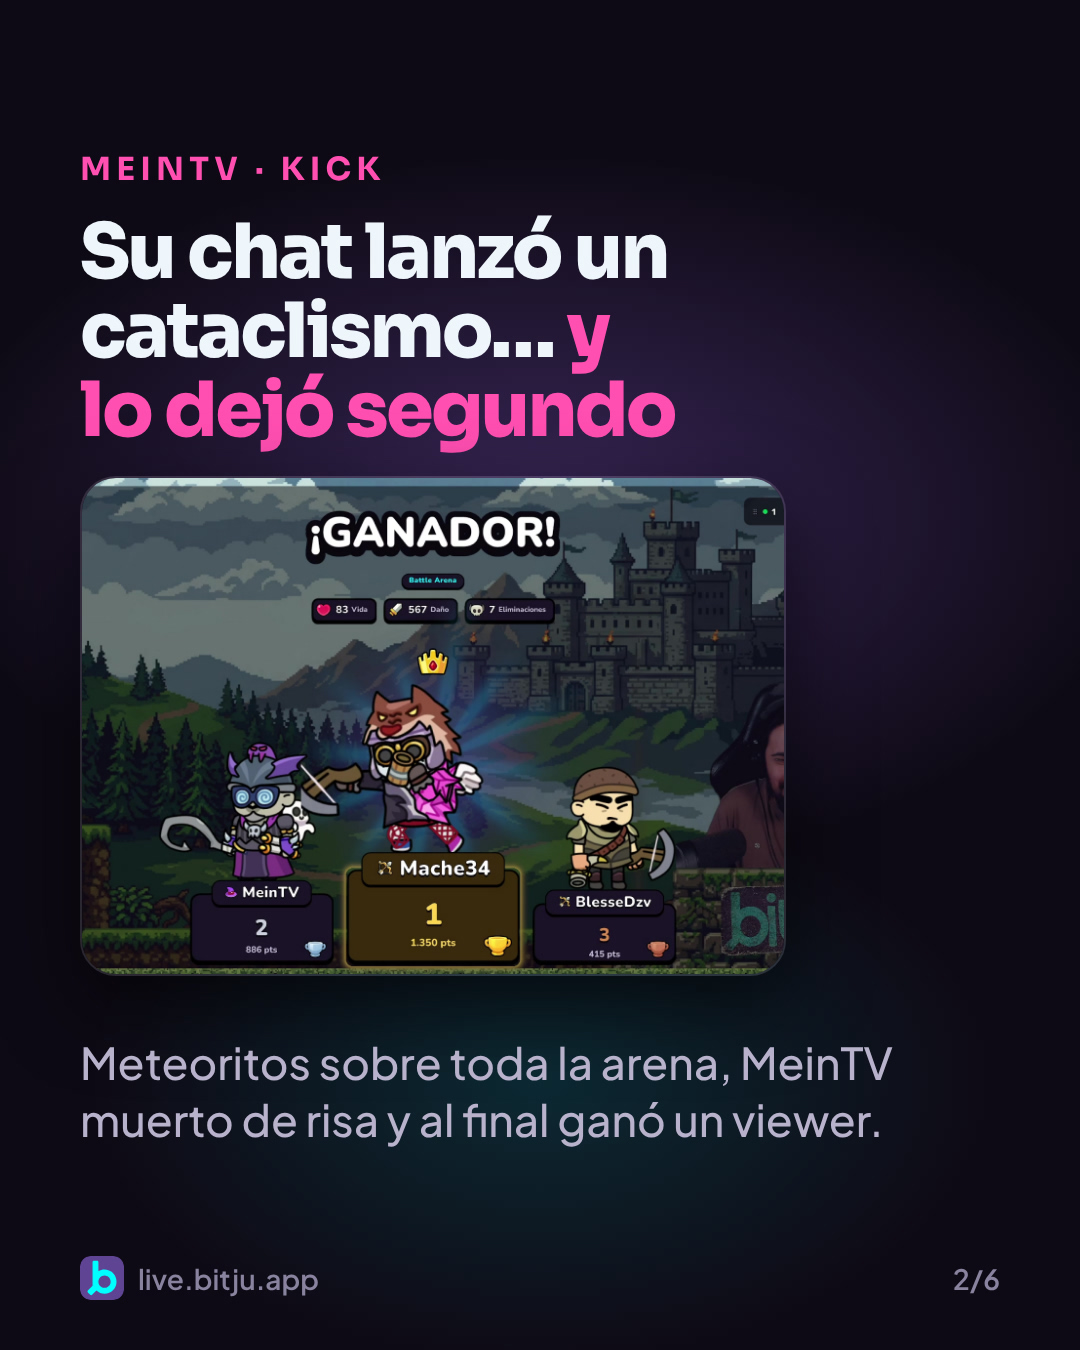 MEINTV · KICK
Su chat lanzó un
cataclismo... y
lo dejó segundo
1
¡GANADOR!
Battle Arena
83 Vida 567 Daño 7 Eliminaciones
MeinTV
2
886 pts
Mache34
1
1.350 pts
BlesseDzv
3
415 pts
bi
Meteoritos sobre toda la arena, MeinTV
muerto de risa y al final ganó un viewer.
live.bitju.app
2/6